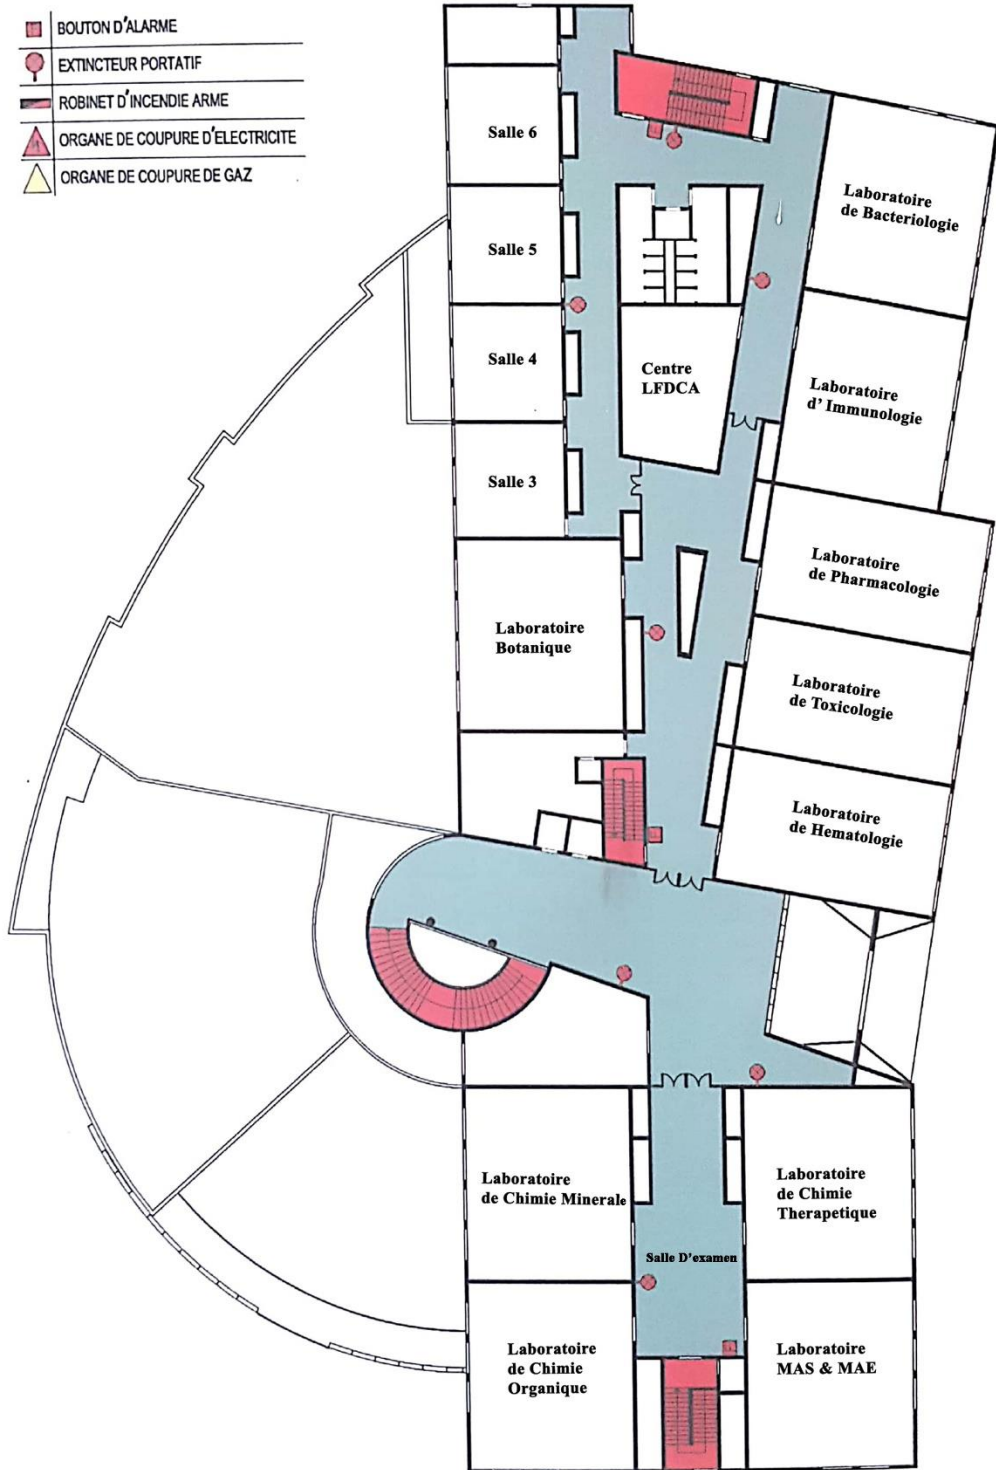 BOUTON D'ALARME
EXTINCTEUR PORTATIF
ROBINET D'INCENDIE ARME
ORGANE DE COUPURE D'ELECTRICITE
ORGANE DE COUPURE DE GAZ
Salle 6
Laboratoire
de Bacteriologie
Salle 5
Salle 4
Centre
LFDCA
Laboratoire
d' Immunologie
Salle 3
Laboratoire
de Pharmacologie
Laboratoire
Botanique
Laboratoire
de Toxicologie
Laboratoire
de Hematologie
Laboratoire
de Chimie Minerale
Laboratoire
de Chimie
Therapetique
Salle D'examen
Laboratoire
de Chimie
Organique
Laboratoire
MAS & MAE